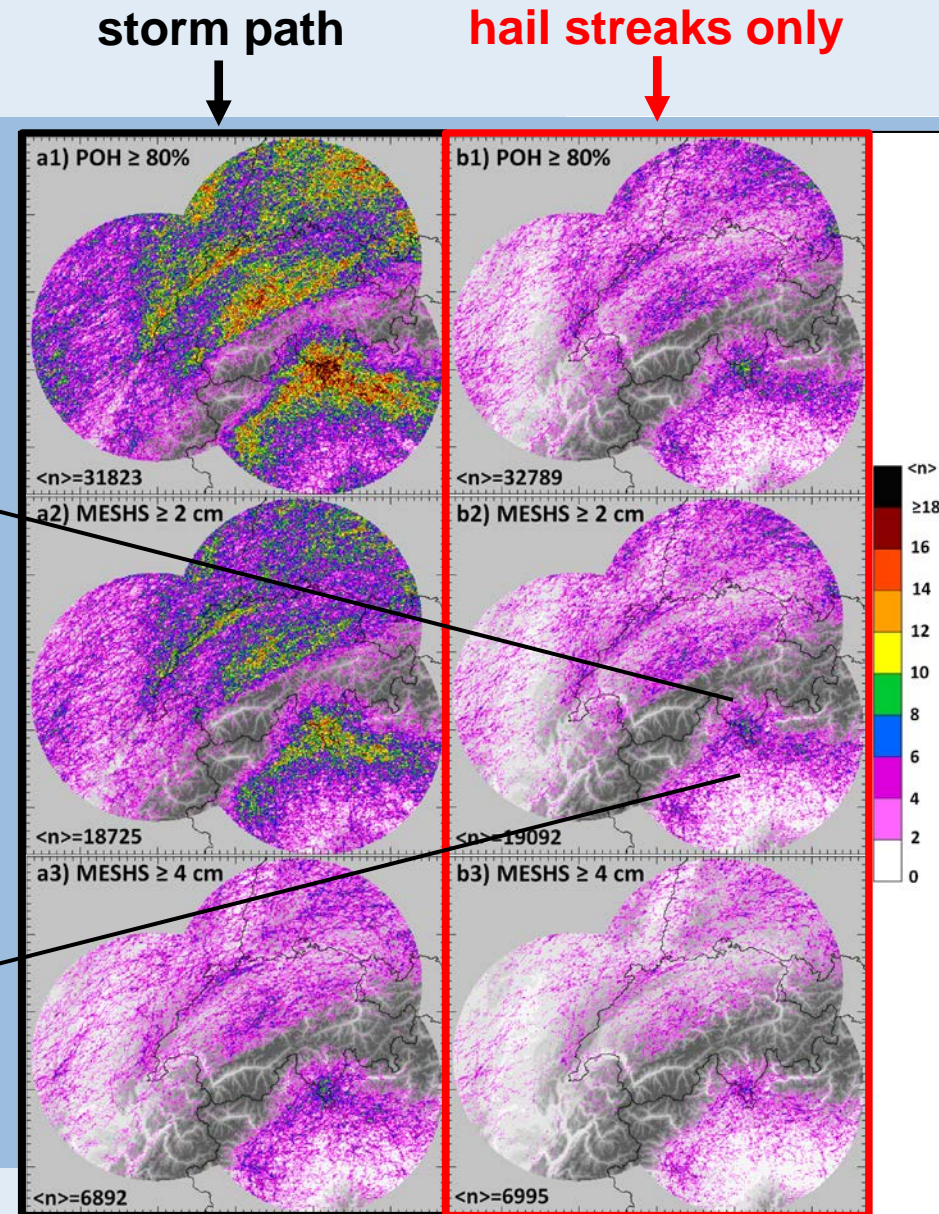 storm path
hail streaks only
a1) POH ≥ 80%
b1) POH ≥ 80%
<n>=31823
<n>=32789
a2) MESHS ≥ 2 cm
b2) MESHS ≥ 2 cm
<n>=18725
<n>=19092
a3) MESHS ≥ 4 cm
b3) MESHS ≥ 4 cm
<n>=6892
<n>=6995
<n>
≥18
16
14
12
10
8
6
4
2
0